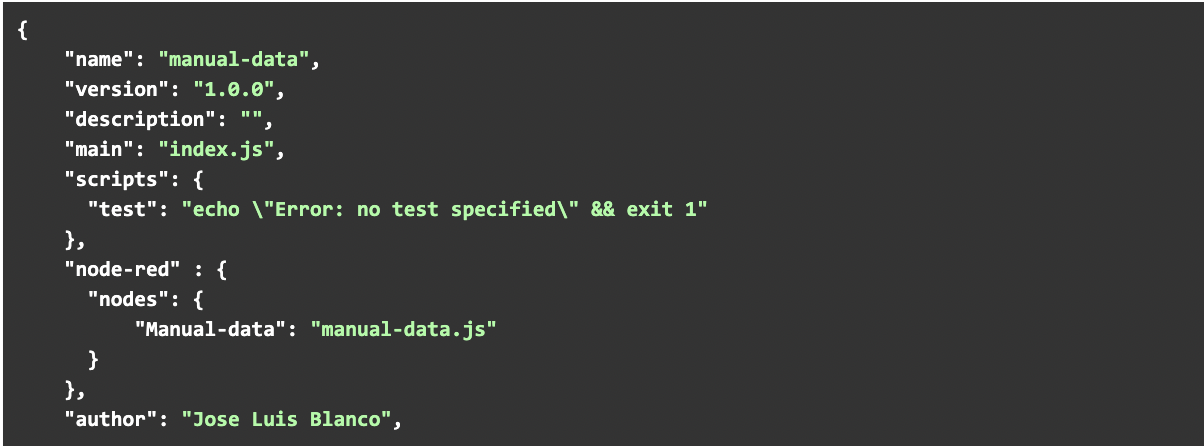 {
    "name": "manual-data",
    "version": "1.0.0",
    "description": "",
    "main": "index.js",
    "scripts": {
      "test": "echo \"Error: no test specified\" && exit 1"
    },
    "node-red" : {
      "nodes": {
          "Manual-data": "manual-data.js"
      }
    },
    "author": "Jose Luis Blanco",